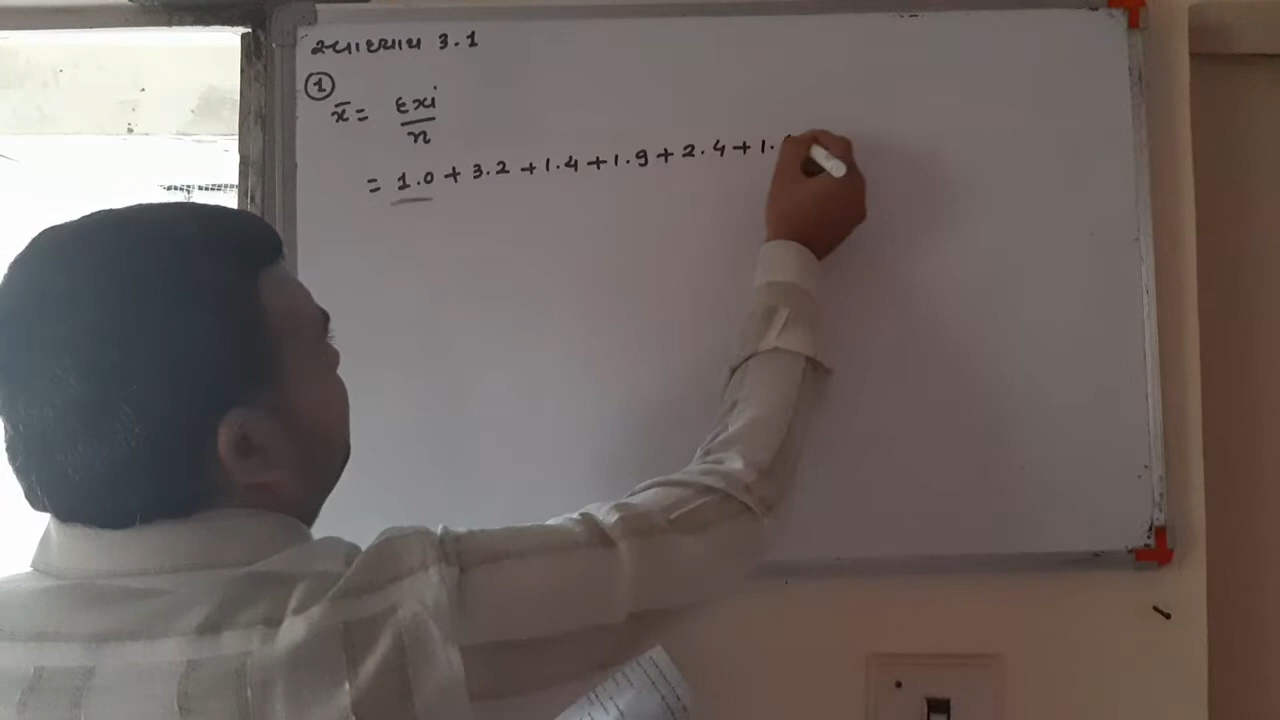 સ્વાધ્યાય 3.1
①
x̄ = Σxi / n
= 1.0 + 3.2 + 1.4 + 1.9 + 2.4 + 1.